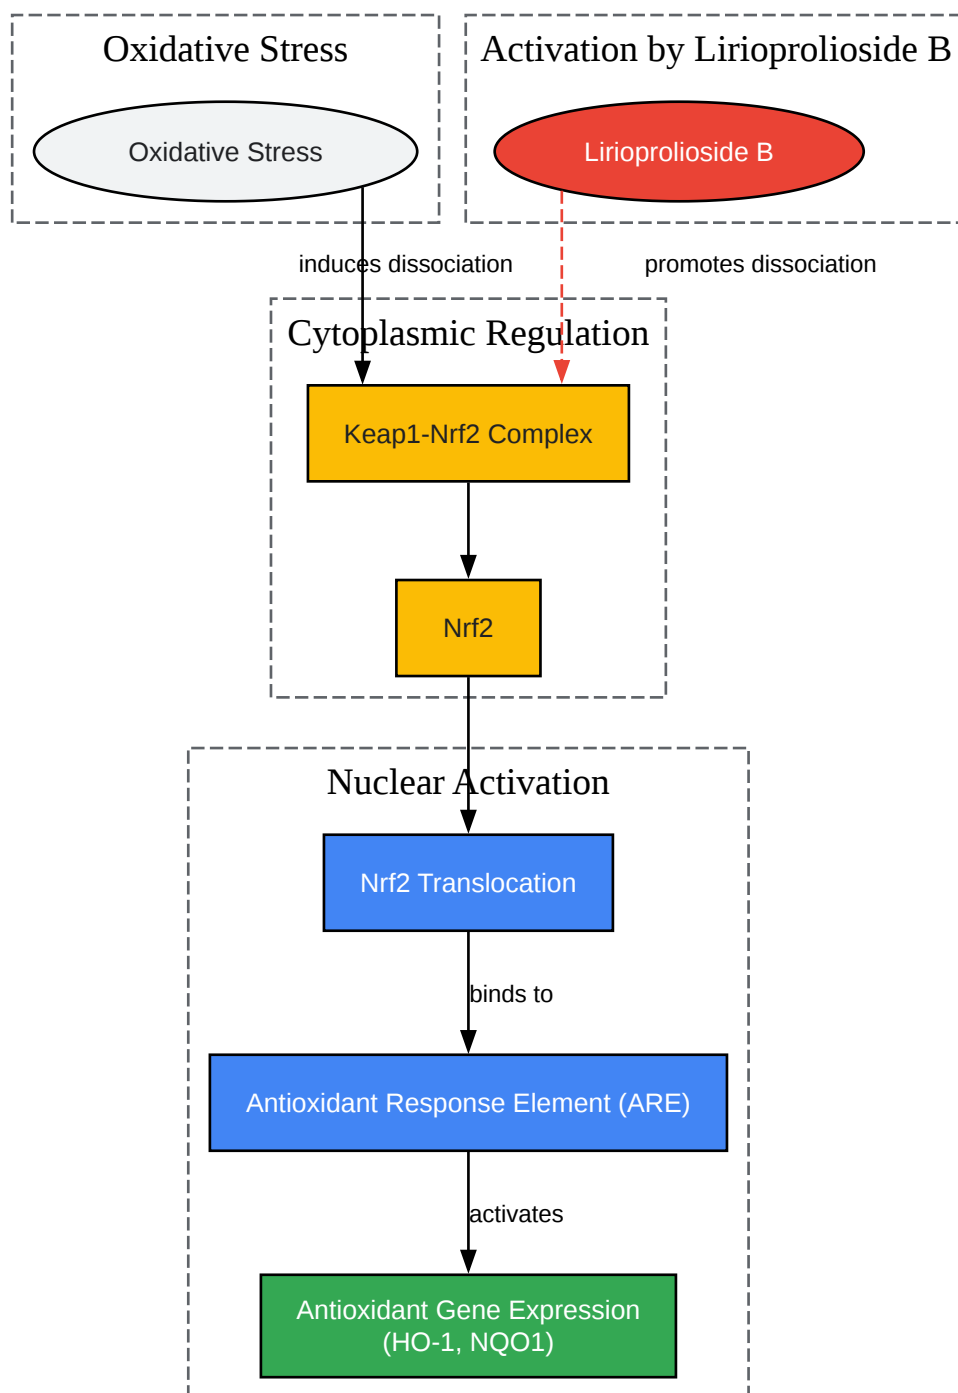 Oxidative Stress
Activation by Lirioprolioside B
Oxidative Stress
Lirioprolioside B
induces dissociation
promotes dissociation
Cytoplasmic Regulation
Keap1-Nrf2 Complex
Nrf2
Nuclear Activation
Nrf2 Translocation
binds to
Antioxidant Response Element (ARE)
activates
Antioxidant Gene Expression
(HO-1, NQO1)